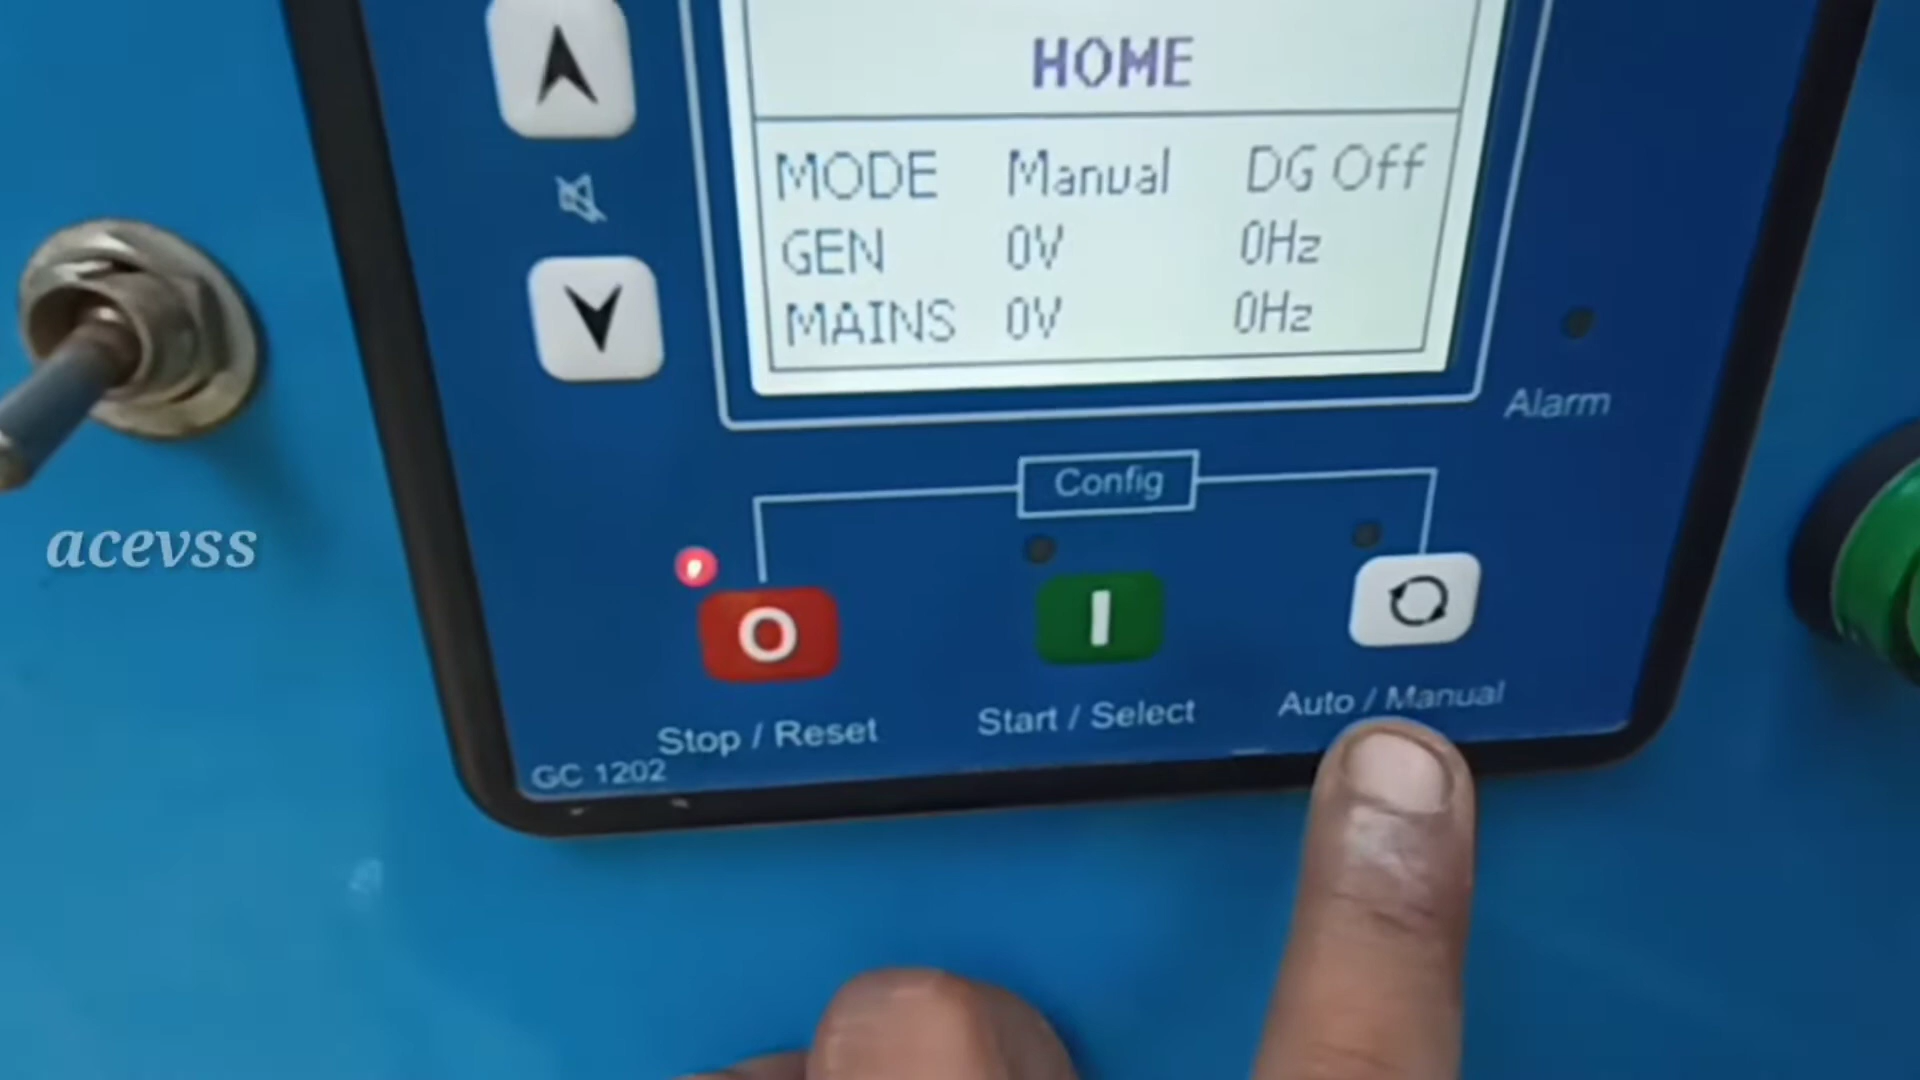 HOME
MODE Manual DG Off
GEN 0V 0Hz
MAINS 0V 0Hz
Alarm
Config
acevss
O I
Stop / Reset Start / Select Auto / Manual
GC 1202